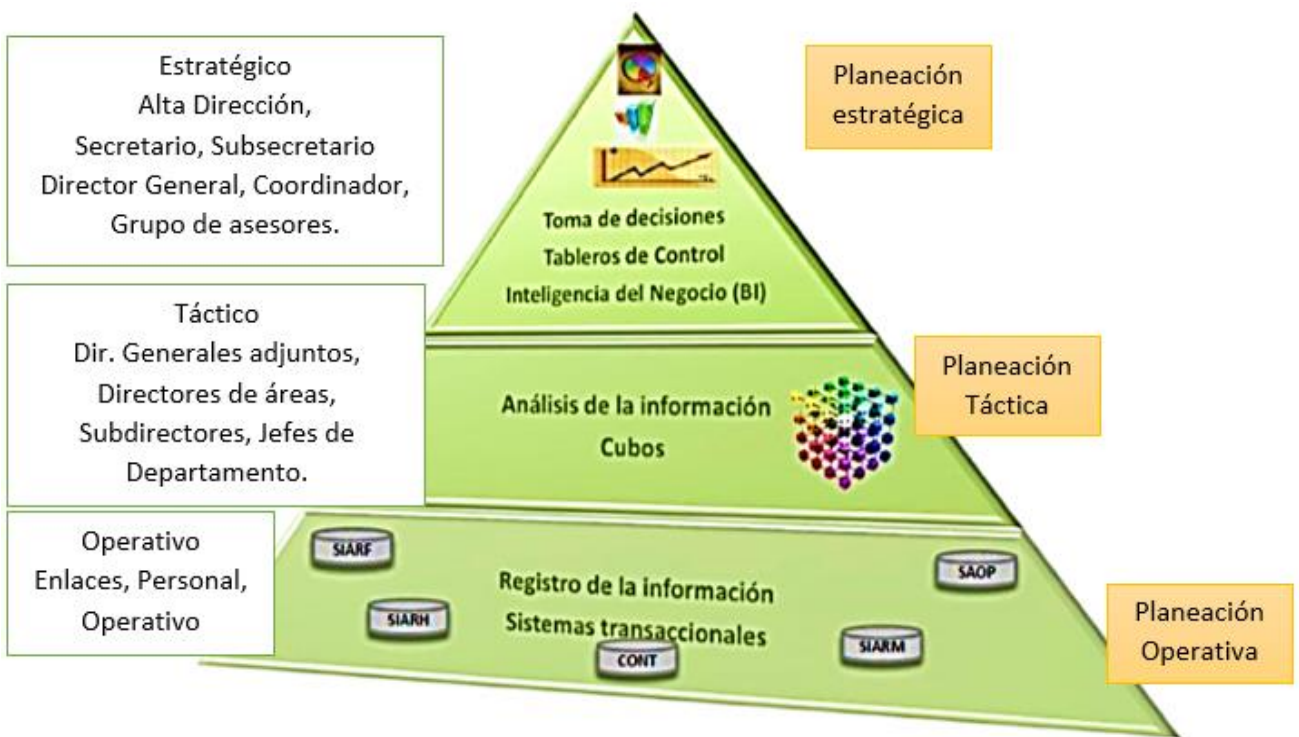 Estratégico
Alta Dirección,
Secretario, Subsecretario
Director General, Coordinador,
Grupo de asesores.
Planeación
estratégica
Toma de decisiones
Tableros de Control
Inteligencia del Negocio (BI)
Táctico
Dir. Generales adjuntos,
Directores de áreas,
Subdirectores, Jefes de
Departamento.
Análisis de la información
Cubos
Planeación
Táctica
Operativo
Enlaces, Personal,
Operativo
SIARF
SAOP
Registro de la información
SIARH
Sistemas transaccionales
SIARM
CONT
Planeación
Operativa